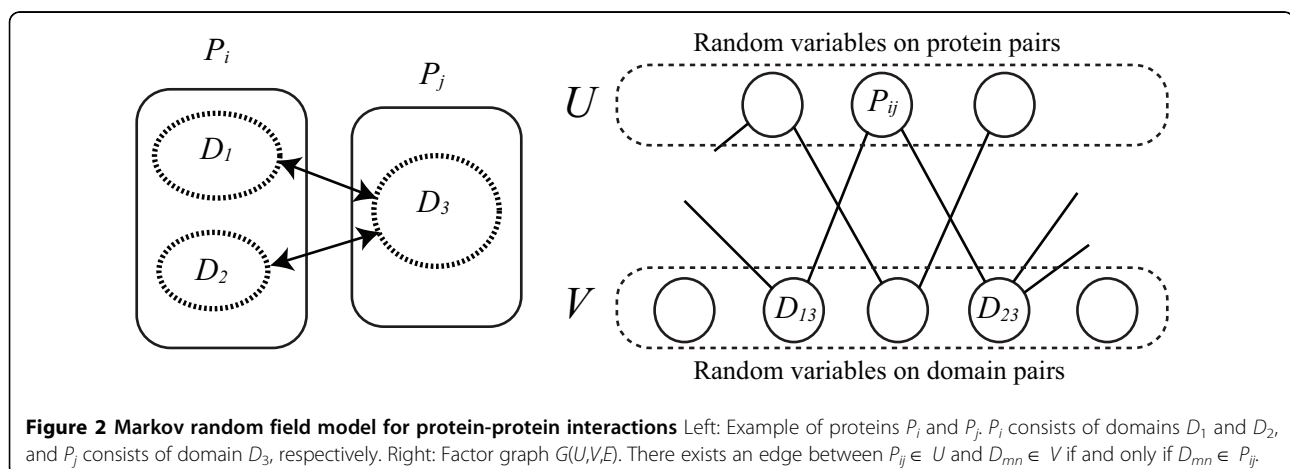 P_i
P_j
D_1
D_2
D_3
Random variables on protein pairs
U
P_ij
V
D_13
D_23
Random variables on domain pairs
Figure 2 Markov random field model for protein-protein interactions Left: Example of proteins P_i and P_j. P_i consists of domains D_1 and D_2,
and P_j consists of domain D_3, respectively. Right: Factor graph G(U,V,E). There exists an edge between P_ij ∈ U and D_mn ∈ V if and only if D_mn ∈ P_ij.